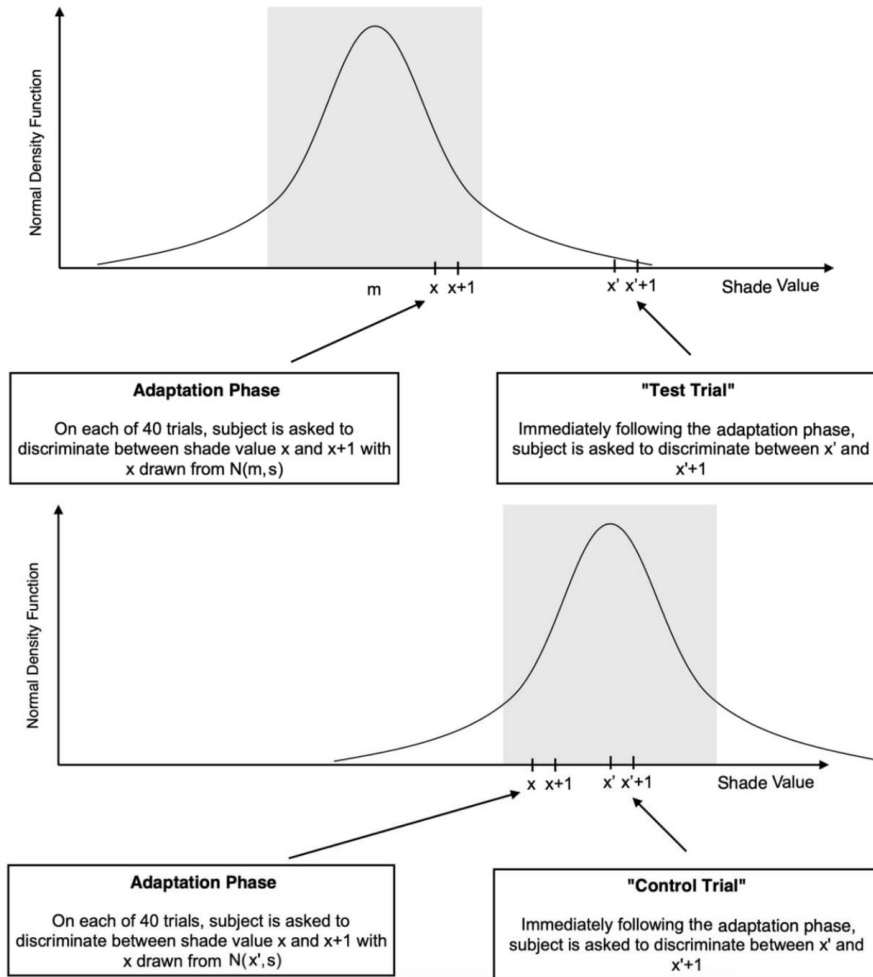 Normal Density Function
m
x x+1
x' x'+1
Shade Value
Adaptation Phase
On each of 40 trials, subject is asked to
discriminate between shade value x and x+1 with
x drawn from N(m,s)
"Test Trial"
Immediately following the adaptation phase,
subject is asked to discriminate between x' and
x'+1
Normal Density Function
x x+1
x' x'+1
Shade Value
Adaptation Phase
On each of 40 trials, subject is asked to
discriminate between shade value x and x+1 with
x drawn from N(x',s)
"Control Trial"
Immediately following the adaptation phase,
subject is asked to discriminate between x' and
x'+1